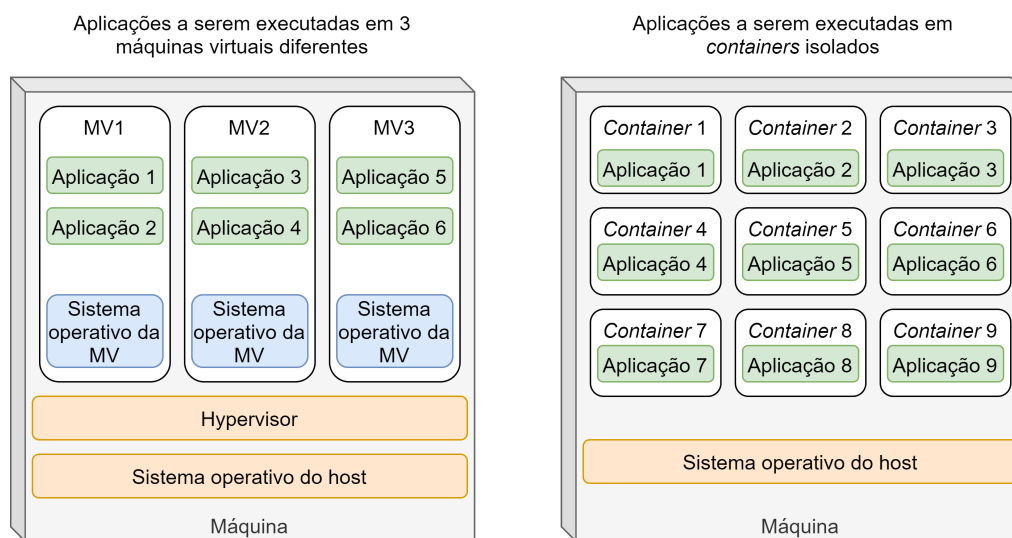 Aplicações a serem executadas em 3
máquinas virtuais diferentes
MV1
Aplicação 1
Aplicação 2
Sistema
operativo da
MV
MV2
Aplicação 3
Aplicação 4
Sistema
operativo da
MV
MV3
Aplicação 5
Aplicação 6
Sistema
operativo da
MV
Hypervisor
Sistema operativo do host
Máquina
Aplicações a serem executadas em
containers isolados
Container 1
Aplicação 1
Container 2
Aplicação 2
Container 3
Aplicação 3
Container 4
Aplicação 4
Container 5
Aplicação 5
Container 6
Aplicação 6
Container 7
Aplicação 7
Container 8
Aplicação 8
Container 9
Aplicação 9
Sistema operativo do host
Máquina